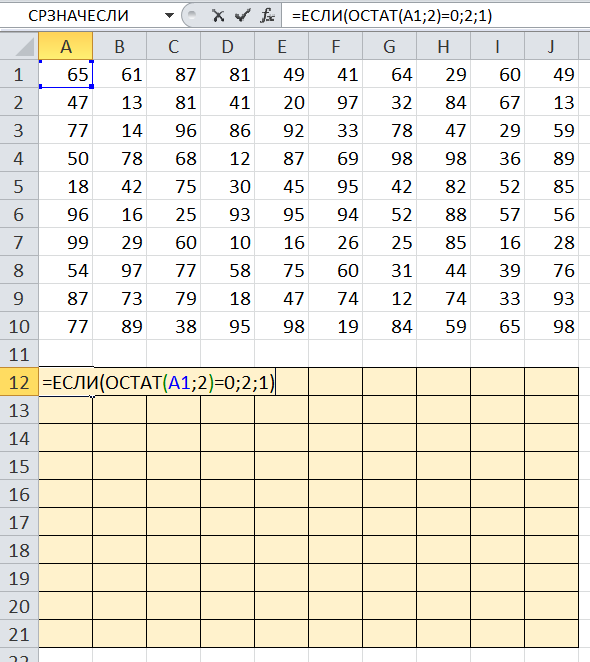 СРЗНАЧЕСЛИ =ЕСЛИ(ОСТАТ(A1;2)=0;2;1)
A B C D E F G H I J
1 65 61 87 81 49 41 64 29 60 49
2 47 13 81 41 20 97 32 84 67 13
3 77 14 96 86 92 33 78 47 29 59
4 50 78 68 12 87 69 98 98 36 89
5 18 42 75 30 45 95 42 82 52 85
6 96 16 25 93 95 94 52 88 57 56
7 99 29 60 10 16 26 25 85 16 28
8 54 97 77 58 75 60 31 44 39 76
9 87 73 79 18 47 74 12 74 33 93
10 77 89 38 95 98 19 84 59 65 98
11
12 =ЕСЛИ(ОСТАТ(A1;2)=0;2;1)
13
14
15
16
17
18
19
20
21
22